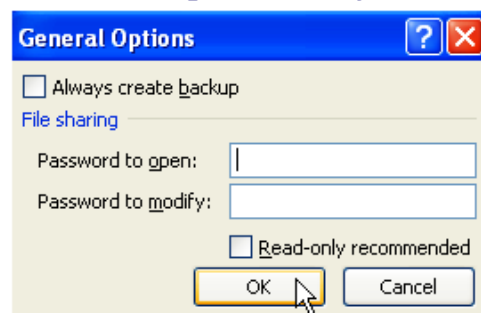 General Options
Always create backup
File sharing
Password to open:
Password to modify:
Read-only recommended
OK Cancel